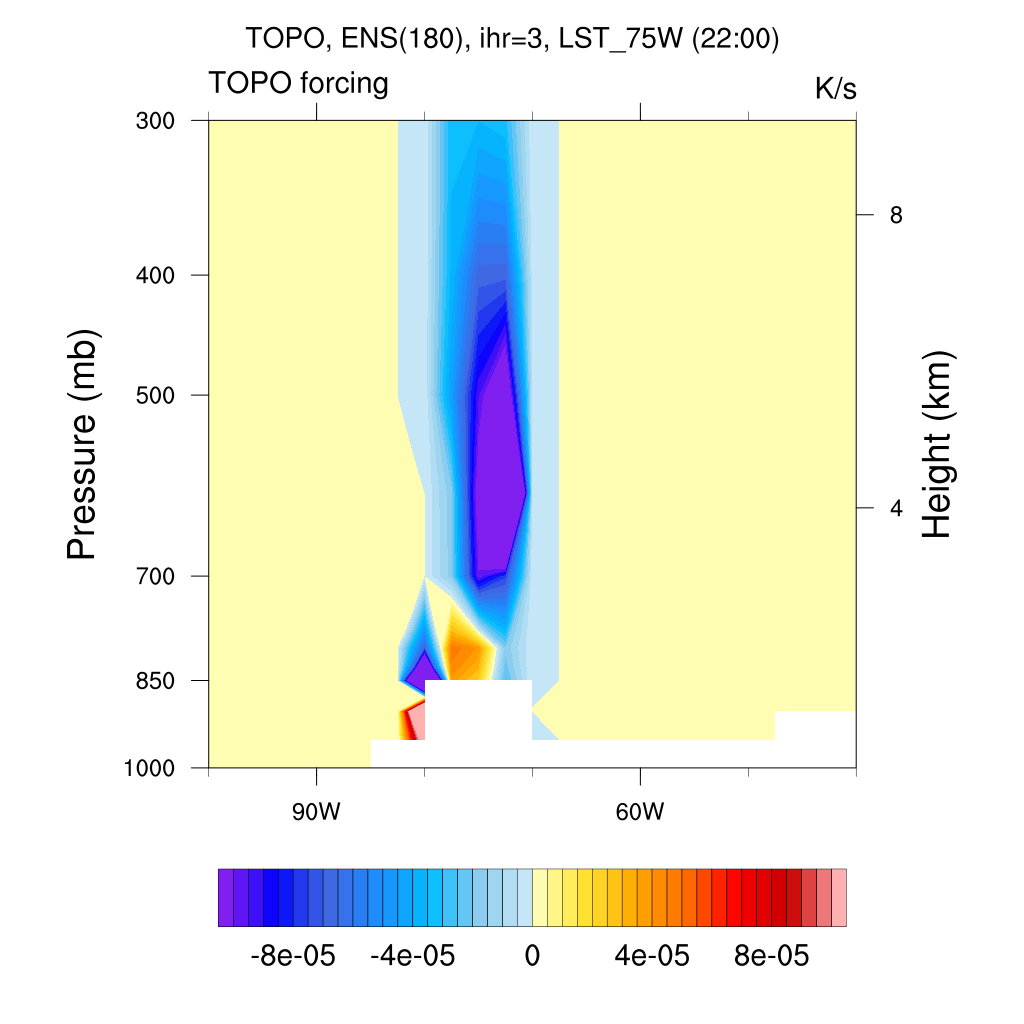 TOPO, ENS(180), ihr=3, LST_75W (22:00)
TOPO forcing
K/s
300
400
500
700
850
1000
Pressure (mb)
8
4
Height (km)
90W
60W
-8e-05
-4e-05
0
4e-05
8e-05